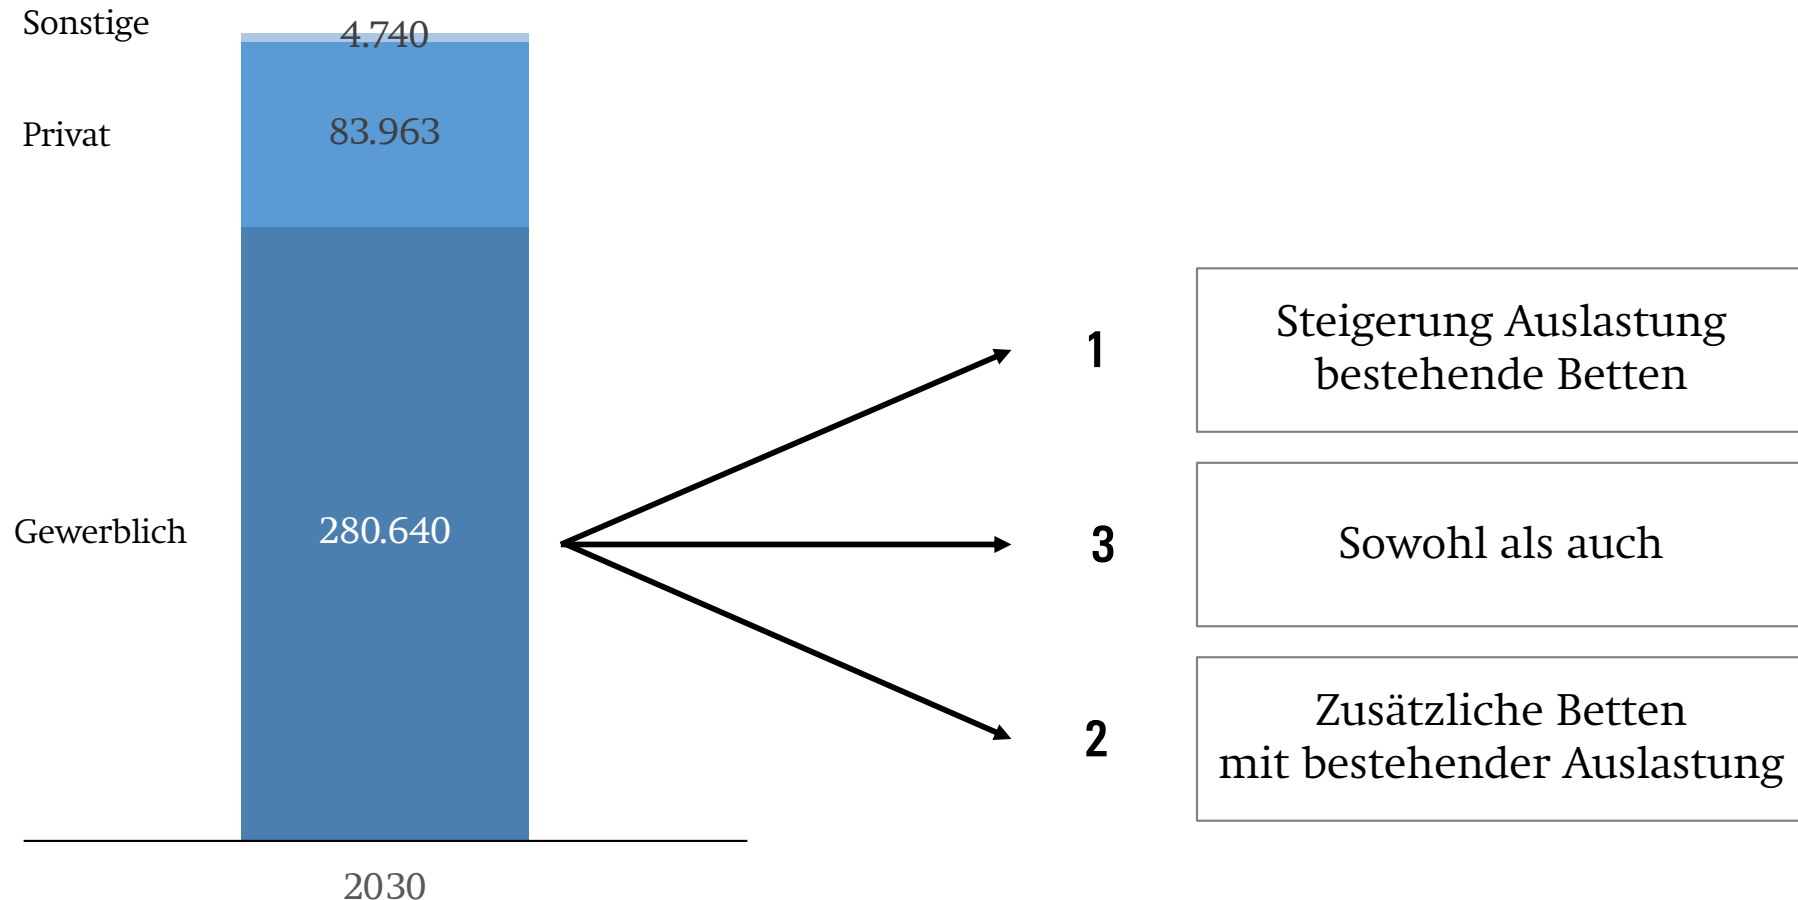 Sonstige
4.740
Privat
83.963
Gewerblich
280.640
2030
1
Steigerung Auslastung
bestehende Betten
3
Sowohl als auch
2
Zusätzliche Betten
mit bestehender Auslastung